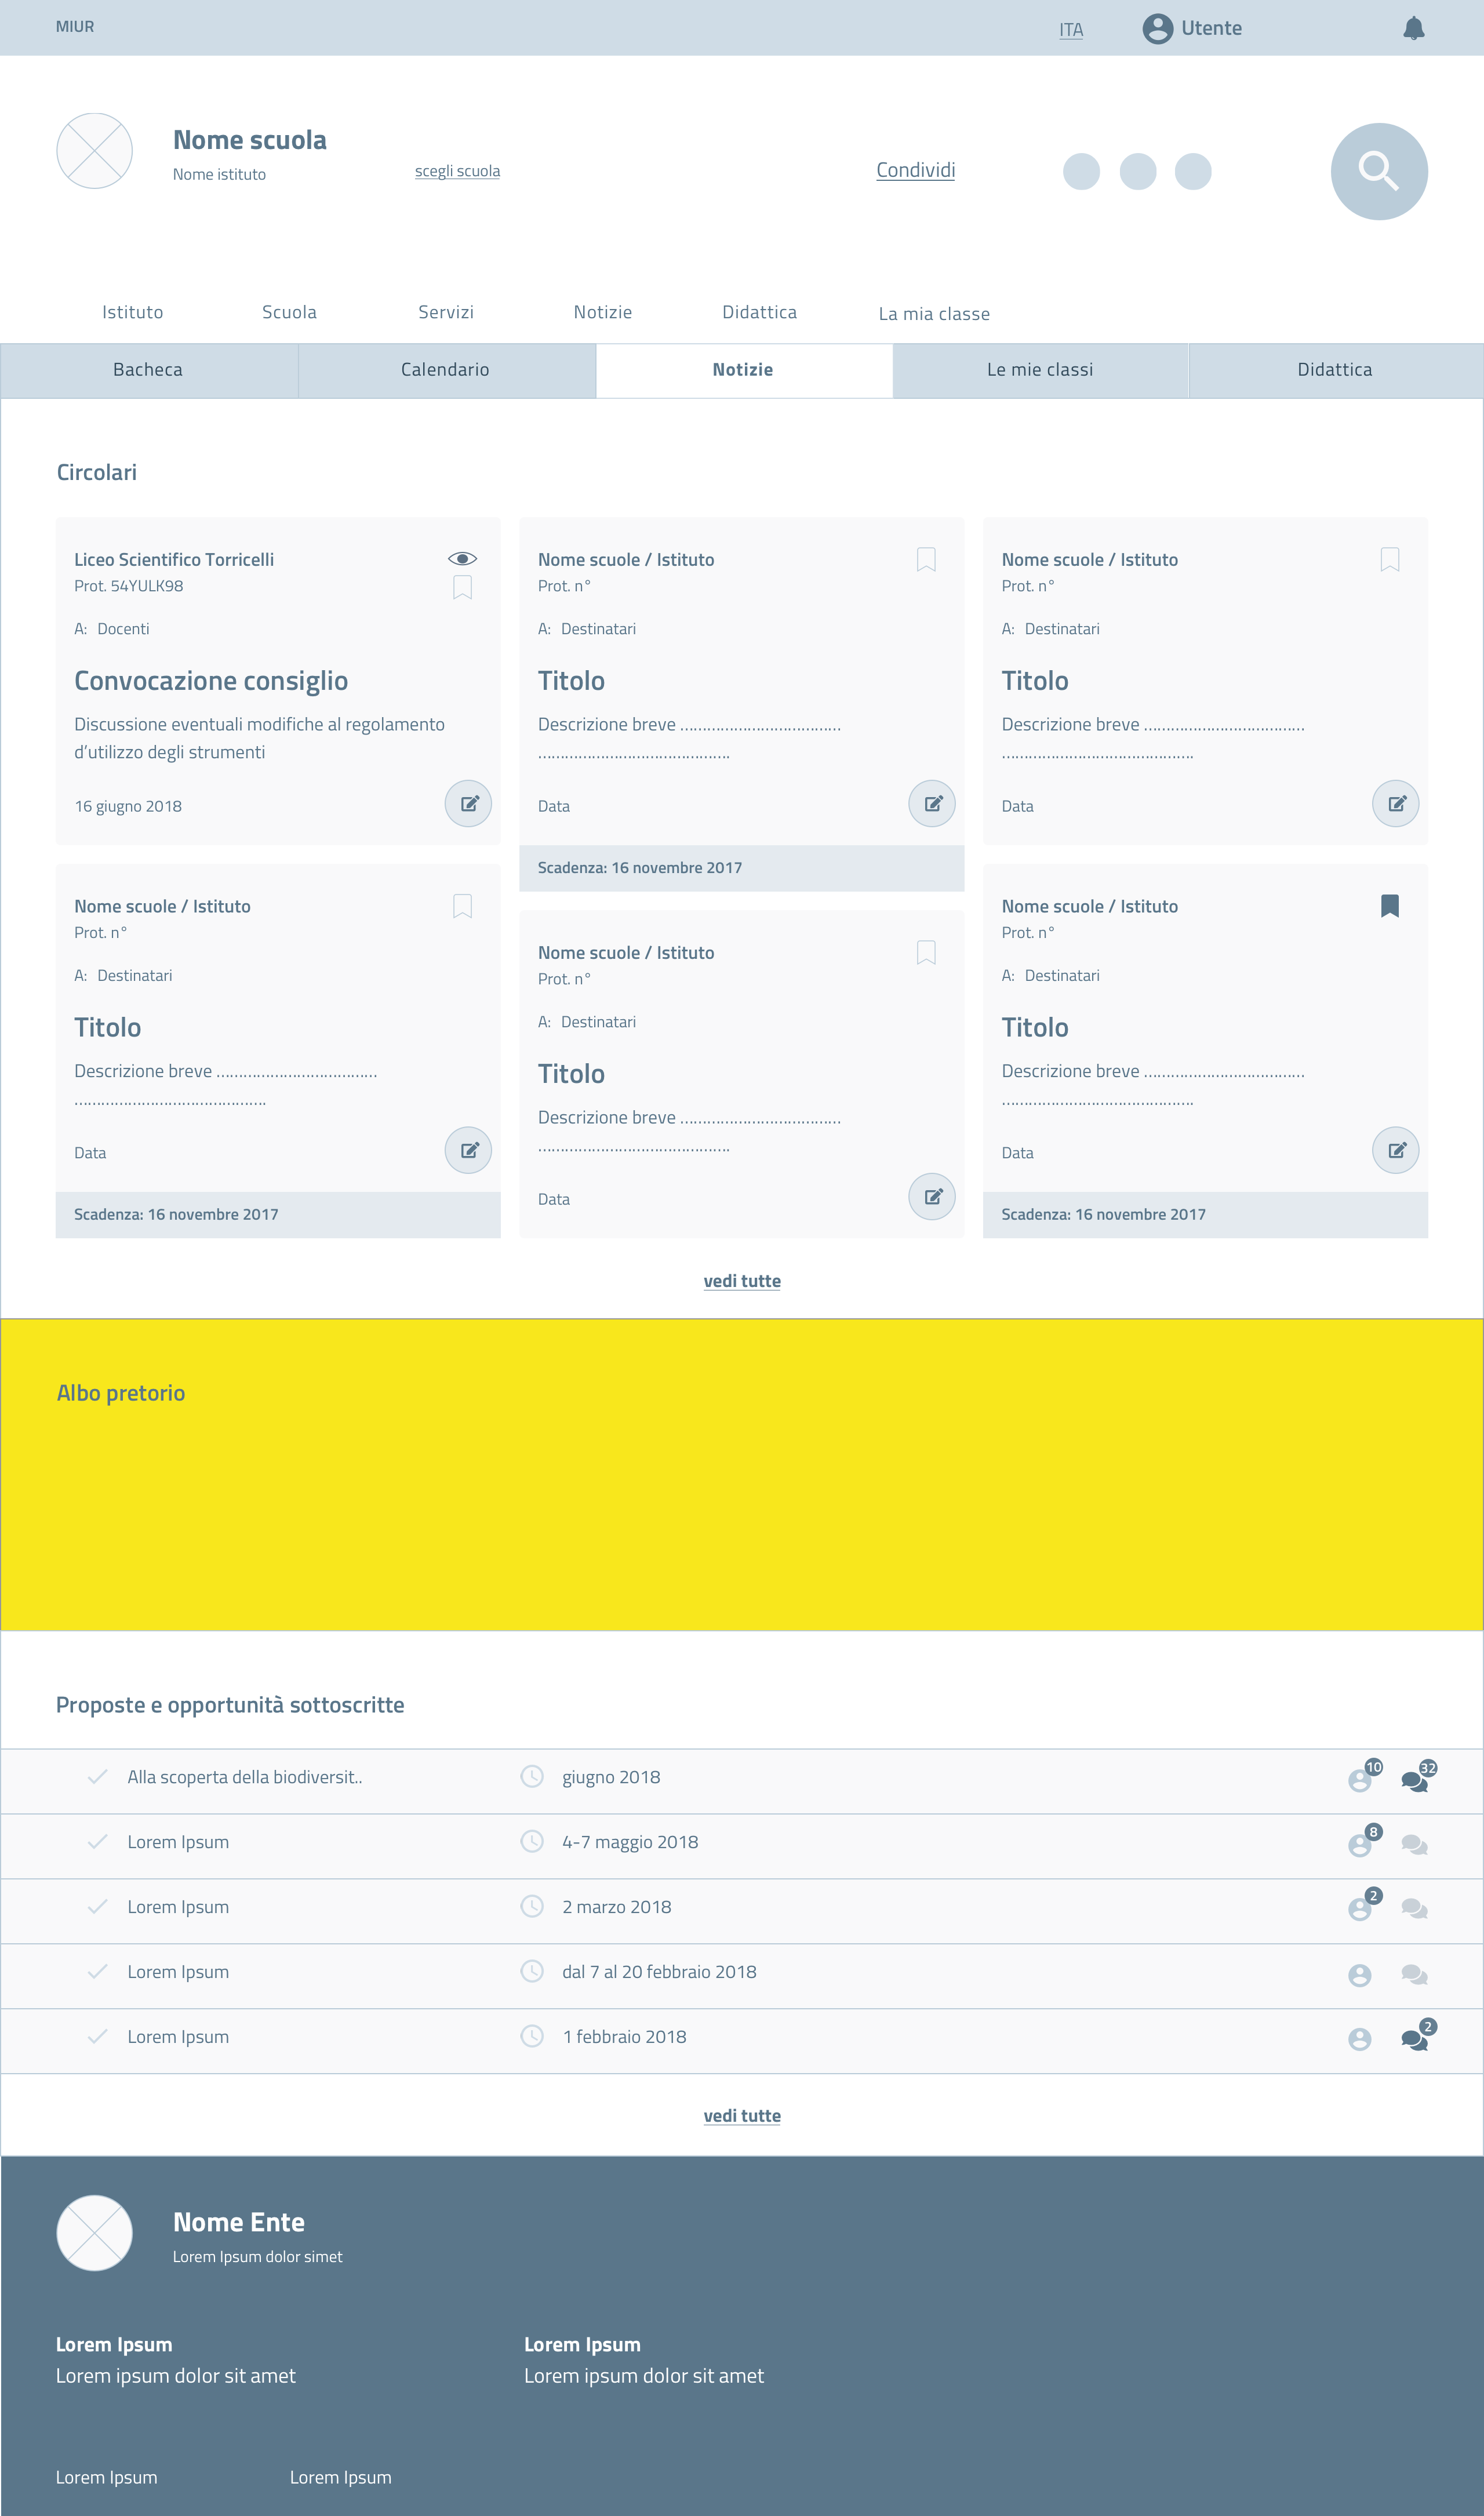 MIUR
ITA
Utente
Nome scuola
Nome istituto
scegli scuola
Condividi
Istituto
Scuola
Servizi
Notizie
Didattica
La mia classe
Bacheca
Calendario
Notizie
Le mie classi
Didattica
Circolari
Liceo Scientifico Torricelli
Prot. 54YULK98
A: Docenti
Convocazione consiglio
Discussione eventuali modifiche al regolamento
d’utilizzo degli strumenti
16 giugno 2018
Nome scuole / Istituto
Prot. n°
A: Destinatari
Titolo
Descrizione breve ....................................
...........................................
Data
Scadenza: 16 novembre 2017
Nome scuole / Istituto
Prot. n°
A: Destinatari
Titolo
Descrizione breve ....................................
...........................................
Data
Nome scuole / Istituto
Prot. n°
A: Destinatari
Titolo
Descrizione breve ....................................
...........................................
Data
Scadenza: 16 novembre 2017
Nome scuole / Istituto
Prot. n°
A: Destinatari
Titolo
Descrizione breve ....................................
...........................................
Data
Nome scuole / Istituto
Prot. n°
A: Destinatari
Titolo
Descrizione breve ....................................
...........................................
Data
Scadenza: 16 novembre 2017
vedi tutte
Albo pretorio
Proposte e opportunità sottoscritte
Alla scoperta della biodiversit.. giugno 2018 10 32
Lorem Ipsum 4-7 maggio 2018 8
Lorem Ipsum 2 marzo 2018 2
Lorem Ipsum dal 7 al 20 febbraio 2018
Lorem Ipsum 1 febbraio 2018 2
vedi tutte
Nome Ente
Lorem Ipsum dolor simet
Lorem Ipsum
Lorem ipsum dolor sit amet
Lorem Ipsum
Lorem ipsum dolor sit amet
Lorem Ipsum
Lorem Ipsum